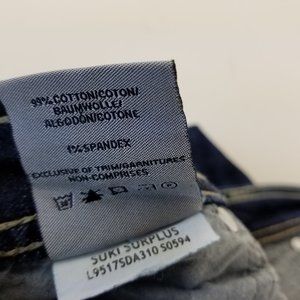 99% COTTON/COTON/
BAUMWOLLE/
ALGODÓN/COTONE
1% SPANDEX
EXCLUSIVE OF TRIM/GARNITURES
NON-COMPRISES
SUKI SURPLUS
L95175DA310 S0594